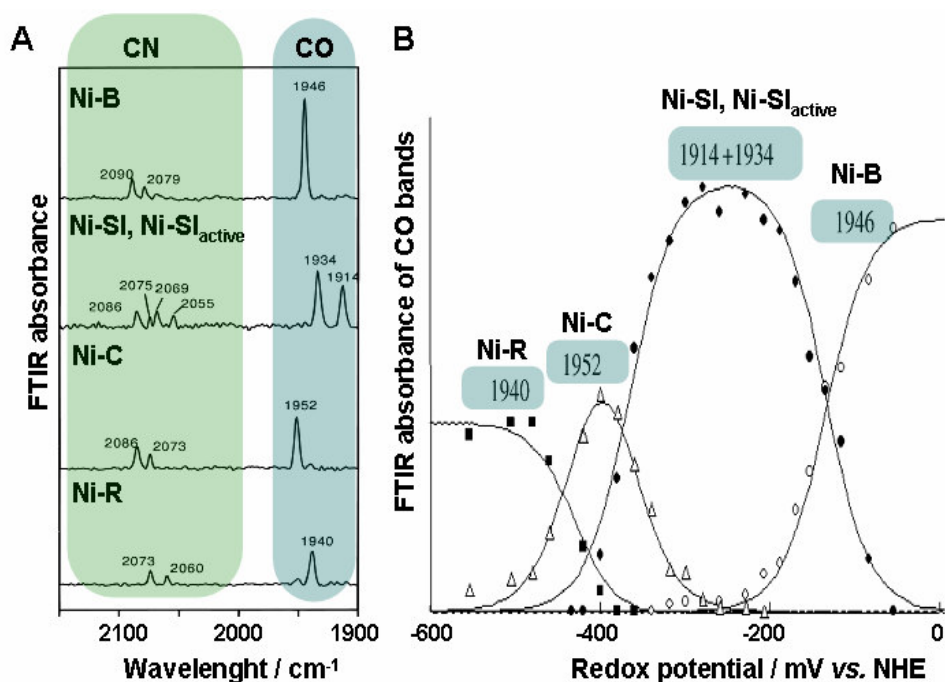 A
CN
CO
Ni-B
1946
2090
2079
Ni-SI, Ni-SIactive
1934
1914
2075
2069
2086
2055
Ni-C
1952
2086
2073
Ni-R
1940
2073
2060
FTIR absorbance
2100
2000
1900
Wavelenght / cm-1
B
Ni-SI, Ni-SIactive
1914+1934
Ni-B
1946
Ni-C
1952
Ni-R
1940
FTIR absorbance of CO bands
-600
-400
-200
0
Redox potential / mV vs. NHE